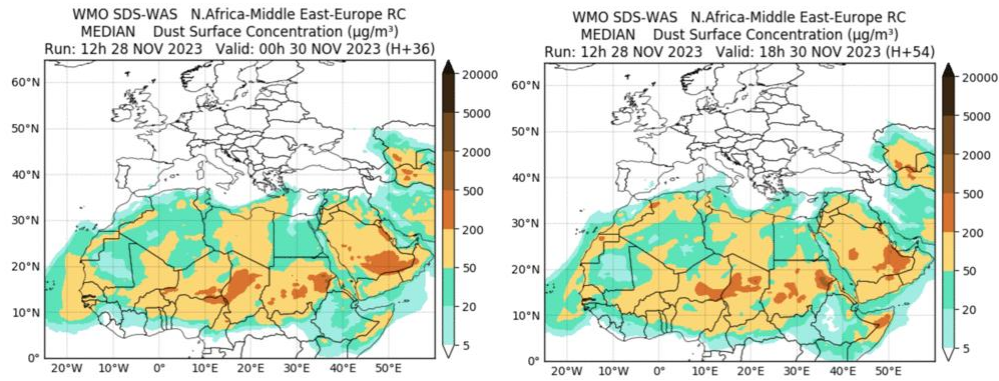 WMO SDS-WAS N.Africa-Middle East-Europe RC
MEDIAN Dust Surface Concentration (µg/m³)
Run: 12h 28 NOV 2023 Valid: 00h 30 NOV 2023 (H+36)
60°N
50°N
40°N
30°N
20°N
10°N
0°
20°W
10°W
0°
10°E
20°E
30°E
40°E
50°E
20000
5000
2000
500
200
50
20
5
WMO SDS-WAS N.Africa-Middle East-Europe RC
MEDIAN Dust Surface Concentration (µg/m³)
Run: 12h 28 NOV 2023 Valid: 18h 30 NOV 2023 (H+54)
60°N
50°N
40°N
30°N
20°N
10°N
0°
20°W
10°W
0°
10°E
20°E
30°E
40°E
50°E
20000
5000
2000
500
200
50
20
5